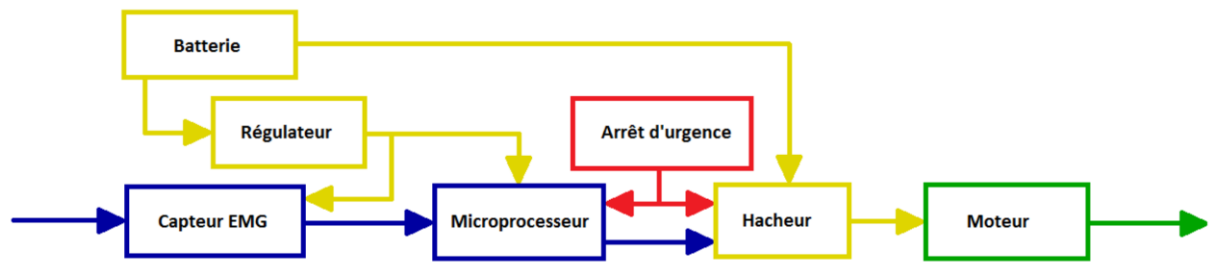 Batterie
Régulateur
Arrêt d'urgence
Capteur EMG
Microprocesseur
Hacheur
Moteur